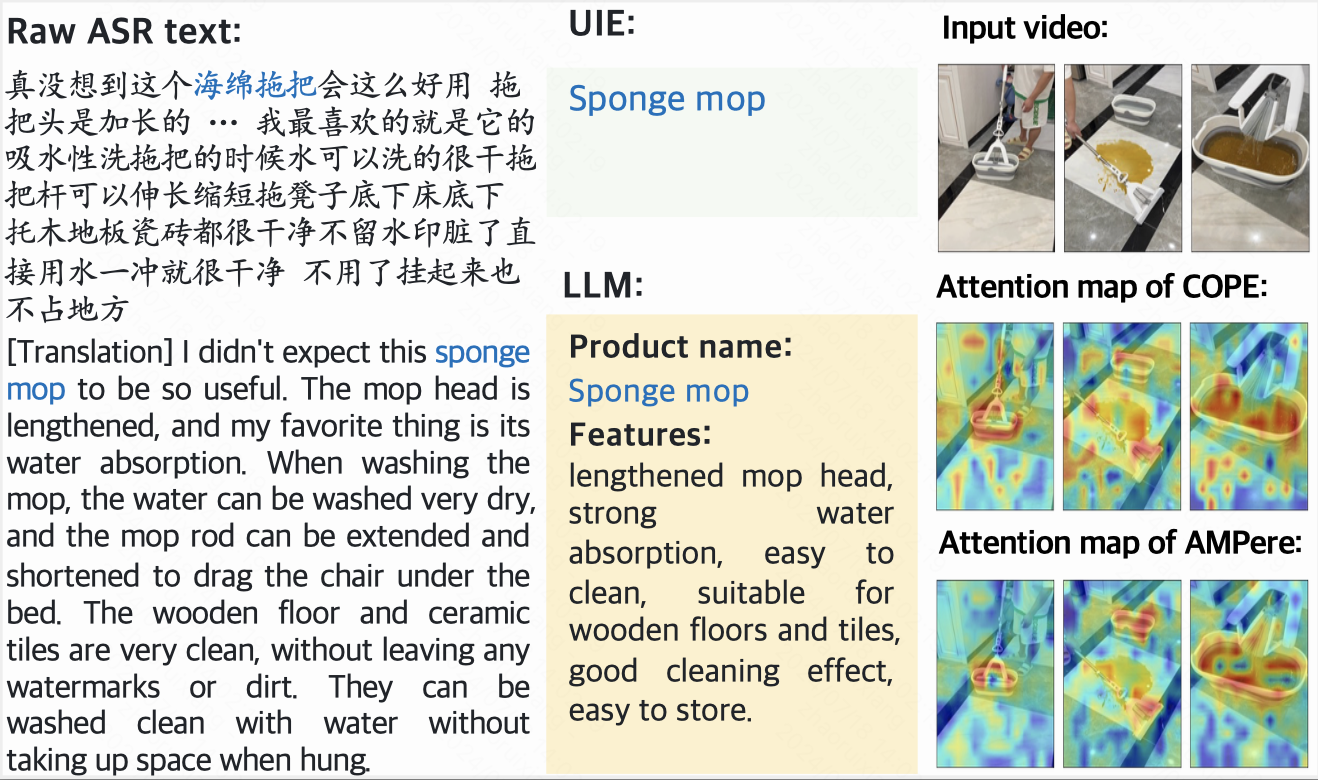 Raw ASR text:
真没想到这个海绵拖把会这么好用 拖
把头是加长的 … 我最喜欢的就是它的
吸水性洗拖把的时候水可以洗的很干拖
把杆可以伸长缩短拖凳子底下床底下
托木地板瓷砖都很干净不留水印脏了直
接用水一冲就很干净 不用了挂起来也
不占地方
[Translation] I didn't expect this sponge
mop to be so useful. The mop head is
lengthened, and my favorite thing is its
water absorption. When washing the
mop, the water can be washed very dry,
and the mop rod can be extended and
shortened to drag the chair under the
bed. The wooden floor and ceramic
tiles are very clean, without leaving any
watermarks or dirt. They can be
washed clean with water without
taking up space when hung.
UIE:
Sponge mop
LLM:
Product name:
Sponge mop
Features:
lengthened mop head,
strong water
absorption, easy to
clean, suitable for
wooden floors and tiles,
good cleaning effect,
easy to store.
Input video:
Attention map of COPE:
Attention map of AMPere: